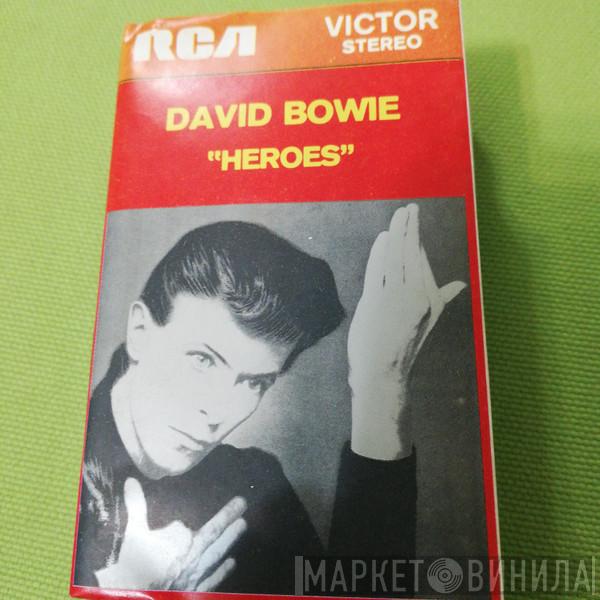 RCA
VICTOR
STEREO
DAVID BOWIE
"HEROES"
МАРКЕТ ВИНИЛА